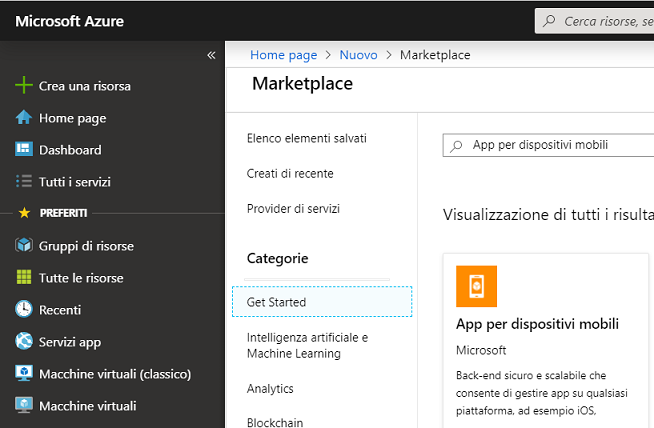 Microsoft Azure
Cerca risorse, se
«
Crea una risorsa
Home page
Dashboard
Tutti i servizi
PREFERITI
Gruppi di risorse
Tutte le risorse
Recenti
Servizi app
Macchine virtuali (classico)
Macchine virtuali
Home page > Nuovo > Marketplace
Marketplace
Elenco elementi salvati
Creati di recente
Provider di servizi
Categorie
Get Started
Intelligenza artificiale e
Machine Learning
Analytics
Blockchain
App per dispositivi mobili
Visualizzazione di tutti i risulta
App per dispositivi mobili
Microsoft
Back-end sicuro e scalabile che
consente di gestire app su qualsiasi
piattaforma, ad esempio iOS,